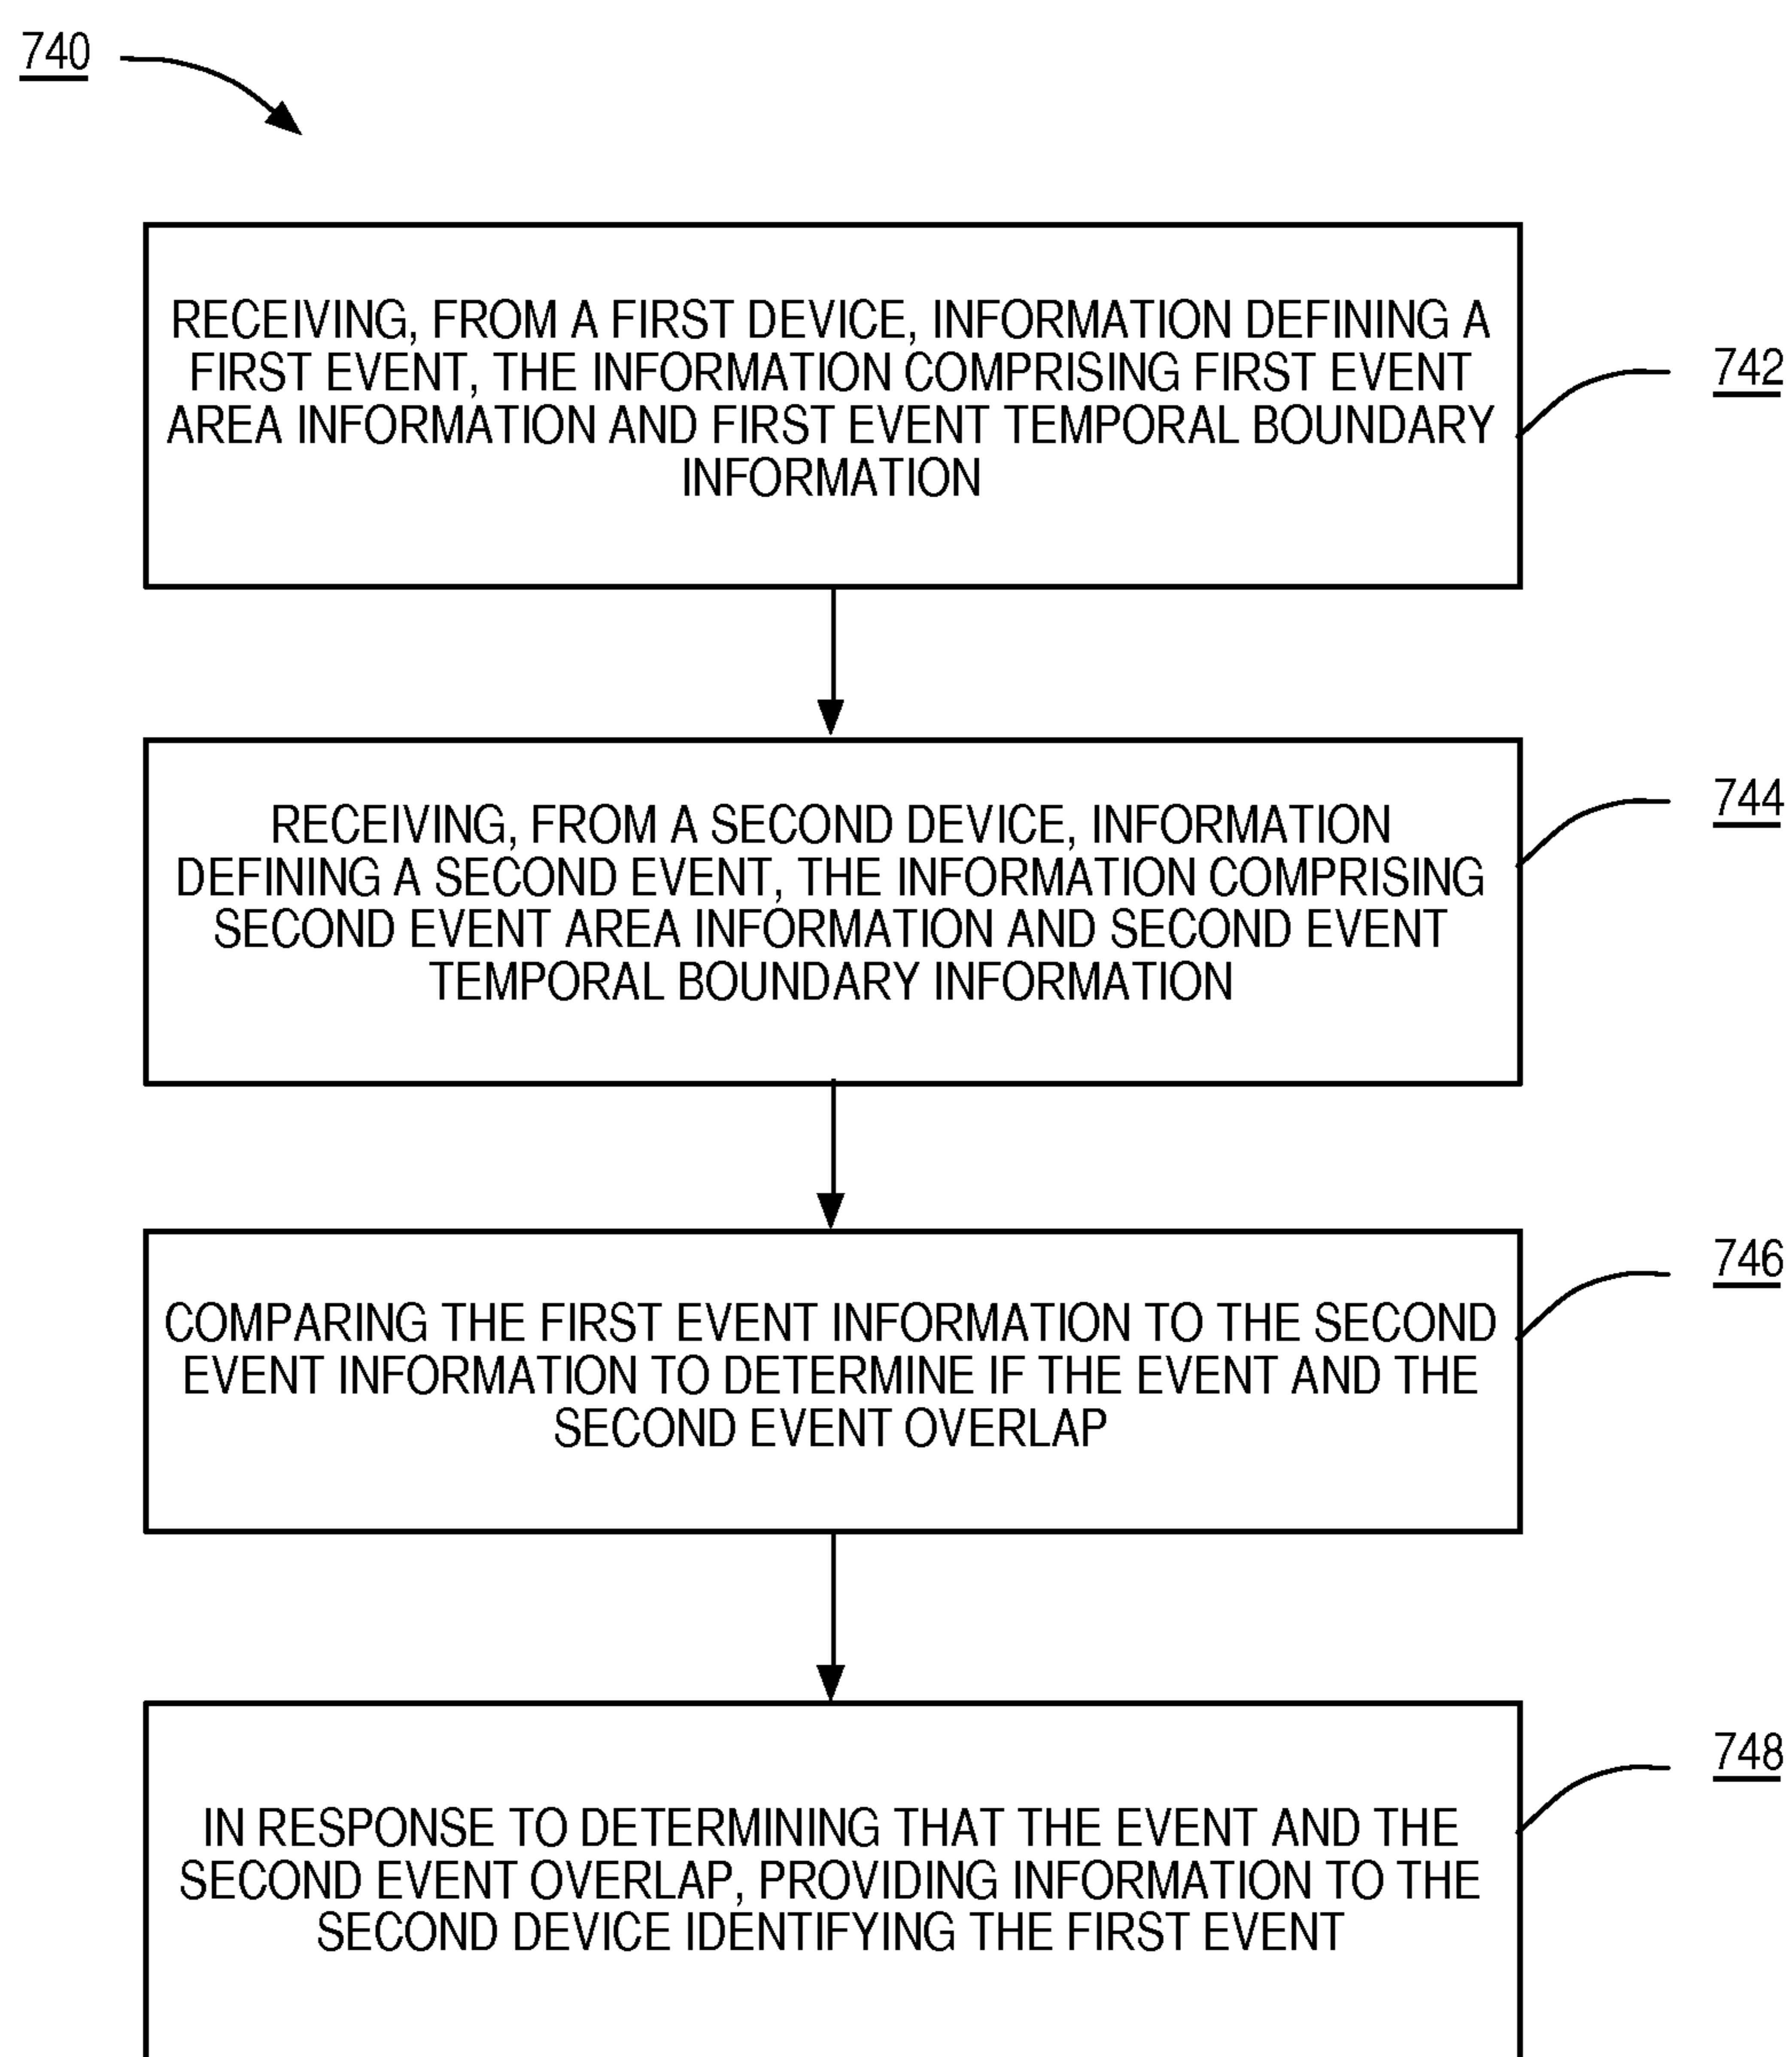 740
RECEIVING, FROM A FIRST DEVICE, INFORMATION DEFINING A
FIRST EVENT, THE INFORMATION COMPRISING FIRST EVENT
AREA INFORMATION AND FIRST EVENT TEMPORAL BOUNDARY
INFORMATION
742
RECEIVING, FROM A SECOND DEVICE, INFORMATION
DEFINING A SECOND EVENT, THE INFORMATION COMPRISING
SECOND EVENT AREA INFORMATION AND SECOND EVENT
TEMPORAL BOUNDARY INFORMATION
744
COMPARING THE FIRST EVENT INFORMATION TO THE SECOND
EVENT INFORMATION TO DETERMINE IF THE EVENT AND THE
SECOND EVENT OVERLAP
746
IN RESPONSE TO DETERMINING THAT THE EVENT AND THE
SECOND EVENT OVERLAP, PROVIDING INFORMATION TO THE
SECOND DEVICE IDENTIFYING THE FIRST EVENT
748